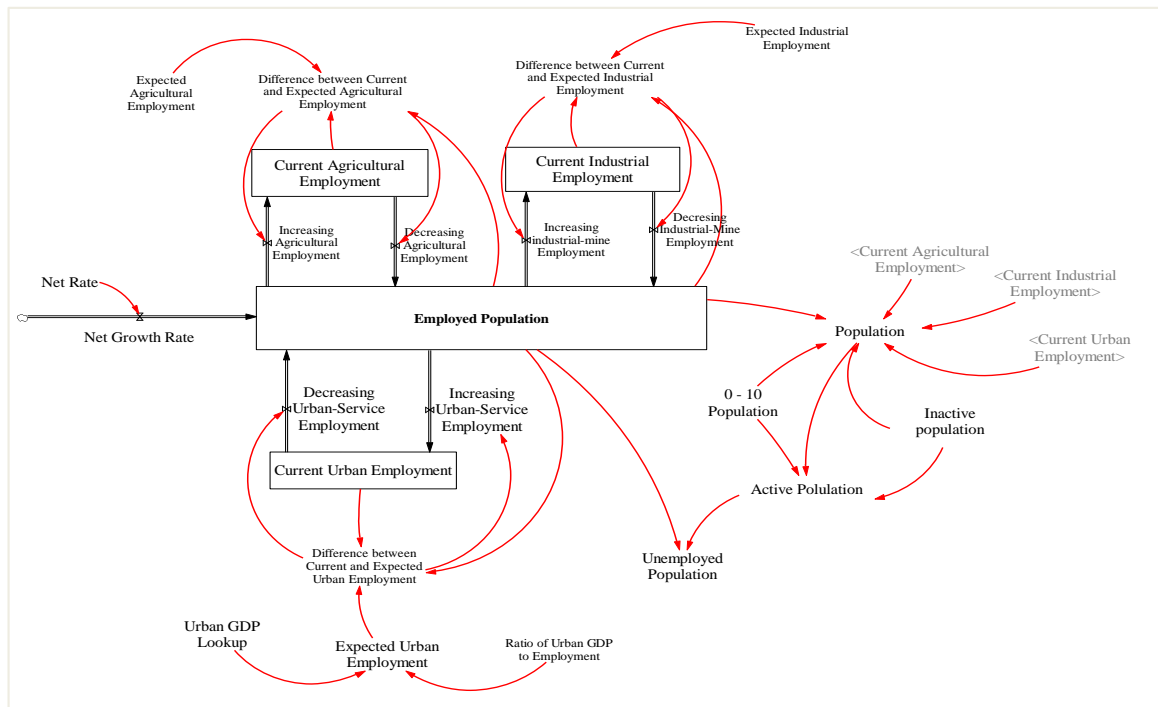 Expected Industrial
Employment
Expected
Agricultural
Employment
Difference between Current
and Expected Agricultural
Employment
Difference between Current
and Expected Industrial
Employment
Current Agricultural
Employment
Current Industrial
Employment
Increasing
Agricultural
Employment
Decreasing
Agricultural
Employment
Increasing
industrial-mine
Employment
Decresing
Industrial-Mine
Employment
Net Rate
Net Growth Rate
Employed Population
<Current Agricultural
Employment>
<Current Industrial
Employment>
<Current Urban
Employment>
Population
0 - 10
Population
Inactive
population
Active Polulation
Unemployed
Population
Decreasing
Urban-Service
Employment
Increasing
Urban-Service
Employment
Current Urban Employment
Difference between
Current and Expected
Urban Employment
Urban GDP
Lookup
Expected Urban
Employment
Ratio of Urban GDP
to Employment